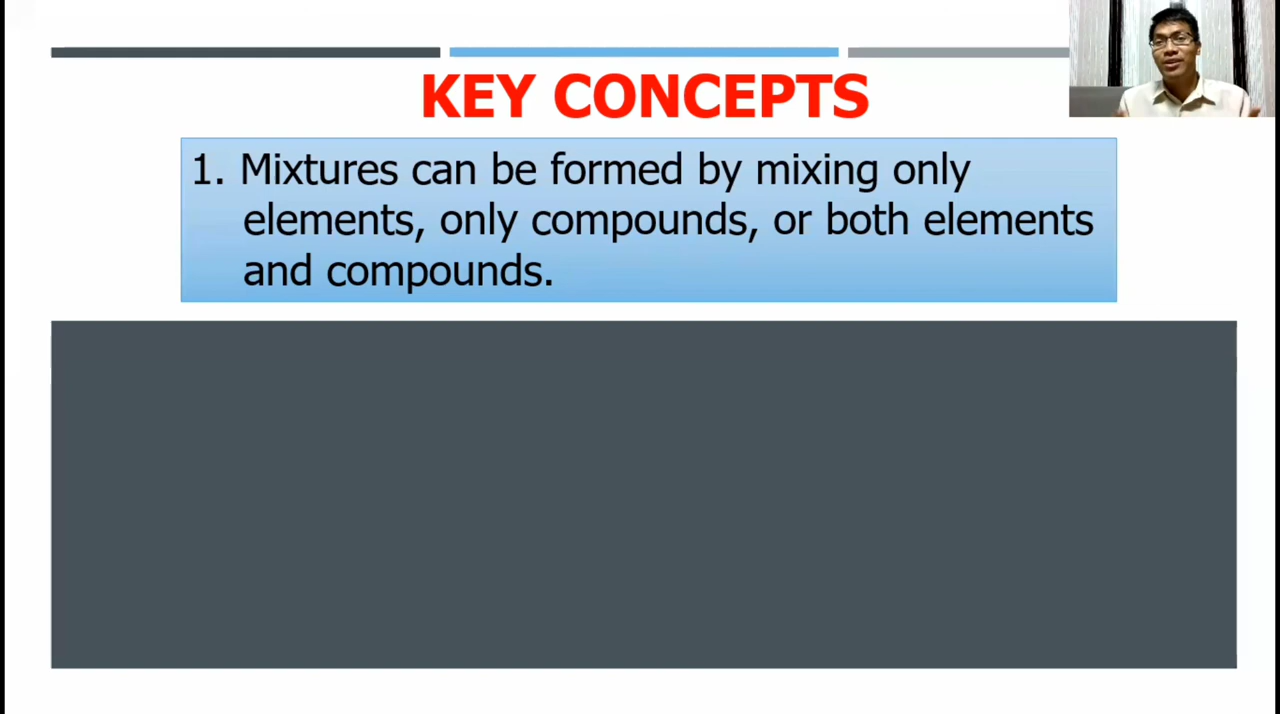 KEY CONCEPTS
1. Mixtures can be formed by mixing only
elements, only compounds, or both elements
and compounds.